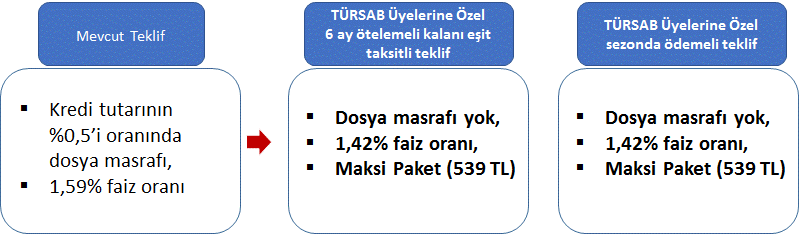 Mevcut Teklif
Kredi tutarının
%0,5'i oranında
dosya masrafı,
1,59% faiz oranı
TÜRSAB Üyelerine Özel
6 ay ötelemeli kalanı eşit
taksitli teklif
Dosya masrafı yok,
1,42% faiz oranı,
Maksi Paket (539 TL)
TÜRSAB Üyelerine Özel
sezonda ödemeli teklif
Dosya masrafı yok,
1,42% faiz oranı,
Maksi Paket (539 TL)